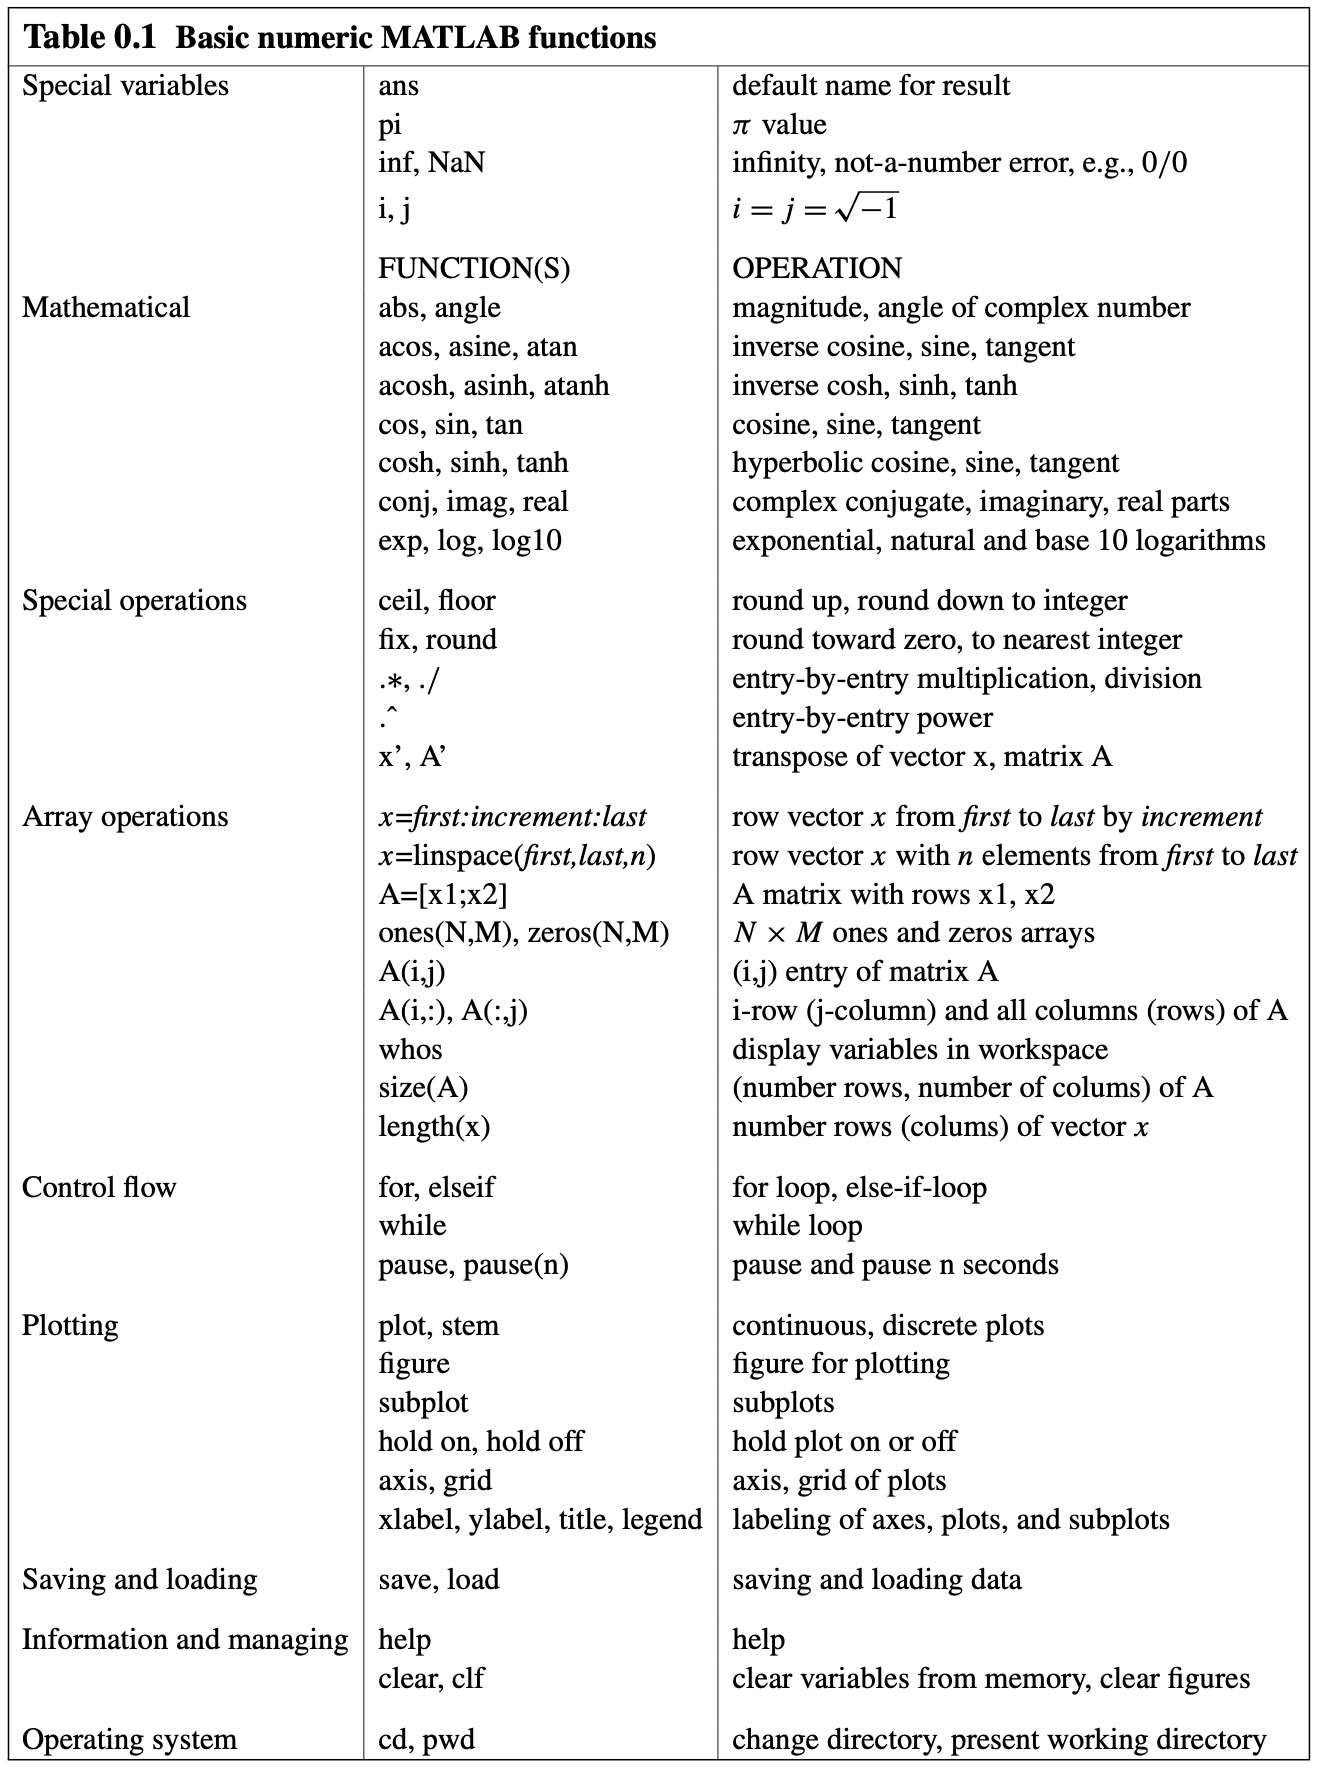 Table 0.1 Basic numeric MATLAB functions
Special variables ans default name for result
pi π value
inf, NaN infinity, not-a-number error, e.g., 0/0
i, j i = j = √−1
FUNCTION(S) OPERATION
Mathematical abs, angle magnitude, angle of complex number
acos, asine, atan inverse cosine, sine, tangent
acosh, asinh, atanh inverse cosh, sinh, tanh
cos, sin, tan cosine, sine, tangent
cosh, sinh, tanh hyperbolic cosine, sine, tangent
conj, imag, real complex conjugate, imaginary, real parts
exp, log, log10 exponential, natural and base 10 logarithms
Special operations ceil, floor round up, round down to integer
fix, round round toward zero, to nearest integer
.∗, ./ entry-by-entry multiplication, division
.ˆ entry-by-entry power
x’, A’ transpose of vector x, matrix A
Array operations x=first:increment:last row vector x from first to last by increment
x=linspace(first,last,n) row vector x with n elements from first to last
A=[x1;x2] A matrix with rows x1, x2
ones(N,M), zeros(N,M) N × M ones and zeros arrays
A(i,j) (i,j) entry of matrix A
A(i,:), A(:,j) i-row (j-column) and all columns (rows) of A
whos display variables in workspace
size(A) (number rows, number of colums) of A
length(x) number rows (colums) of vector x
Control flow for, elseif for loop, else-if-loop
while while loop
pause, pause(n) pause and pause n seconds
Plotting plot, stem continuous, discrete plots
figure figure for plotting
subplot subplots
hold on, hold off hold plot on or off
axis, grid axis, grid of plots
xlabel, ylabel, title, legend labeling of axes, plots, and subplots
Saving and loading save, load saving and loading data
Information and managing help help
clear, clf clear variables from memory, clear figures
Operating system cd, pwd change directory, present working directory